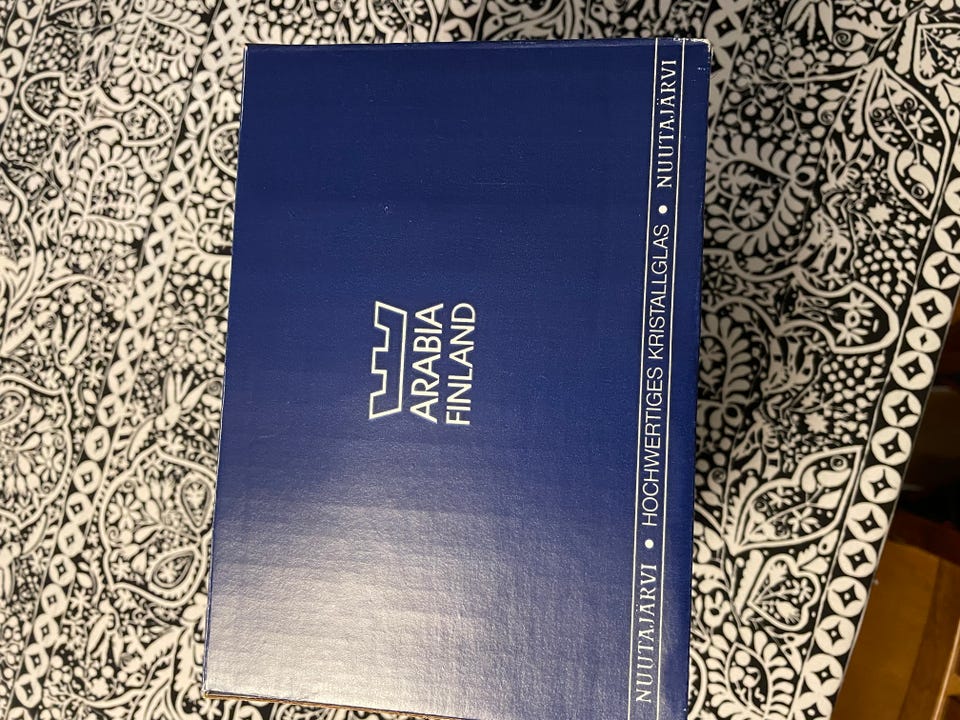 ARABIA
FINLAND
NUUTAJÄRVI • HOCHWERTIGES KRISTALLGLAS • NUUTAJÄRVI